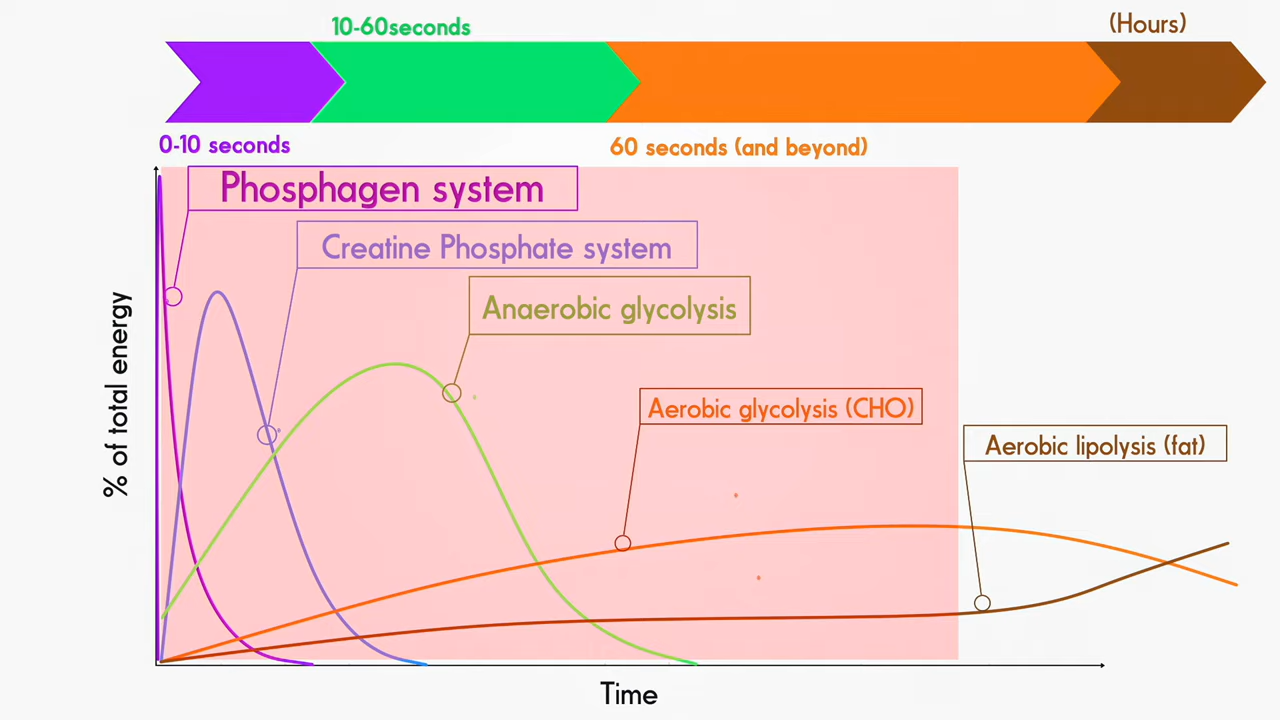 10-60seconds
(Hours)
0-10 seconds
60 seconds (and beyond)
Phosphagen system
Creatine Phosphate system
Anaerobic glycolysis
Aerobic glycolysis (CHO)
Aerobic lipolysis (fat)
% of total energy
Time